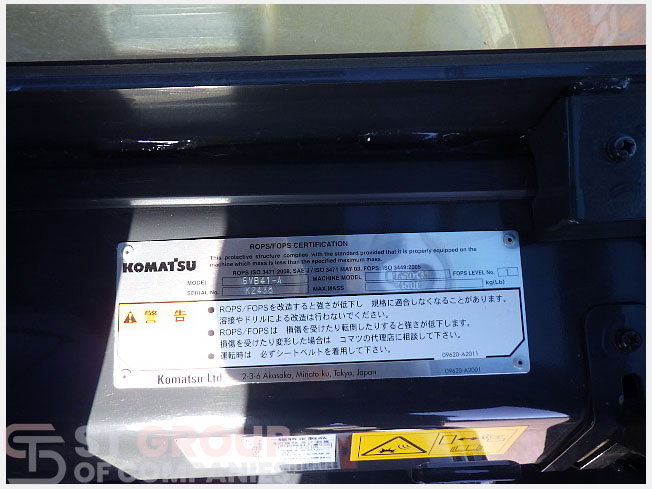 ROPS/FOPS CERTIFICATION
KOMATSU
This protective structure complies with the standard provided that it is properly equipped on the
machine which mass is less than the specified maximum mass.
ROPS ISO 3471 2008, SAE J / ISO 3471 MAY 03, FOPS: ISO 3449:2005
MODEL 6VB41-A MACHINE MODEL FOPS LEVEL No. 1
SERIAL No. K2438 MAX.MASS kg(Lb)
警告
● ROPS/FOPSを改造すると強さが低下し 規格に適合しなくなることがあります。
溶接やドリルによる改造は行わないでください。
● ROPS/FOPSは 損傷を受けたり転倒したりすると強さが低下します。
損傷を受けたり変形した場合は コマツの代理店に相談して下さい。
● 運転時は 必ずシートベルトを着用して下さい。
09620-A2011
Komatsu Ltd. 2-3-6 Akasaka, Minato-ku, Tokyo, Japan 09620-A2001
SJ GROUP
OF COMPANIES